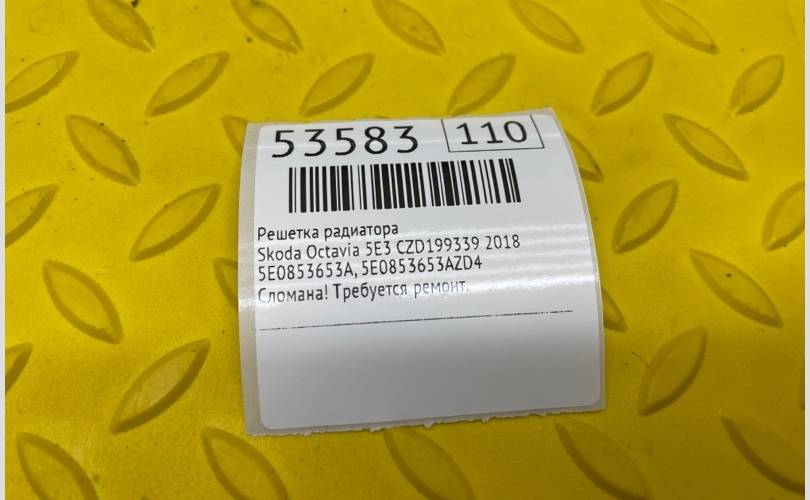 53583 110
Решетка радиатора
Skoda Octavia 5E3 CZD199339 2018
5E0853653A, 5E0853653AZD4
Сломана! Требуется ремонт.